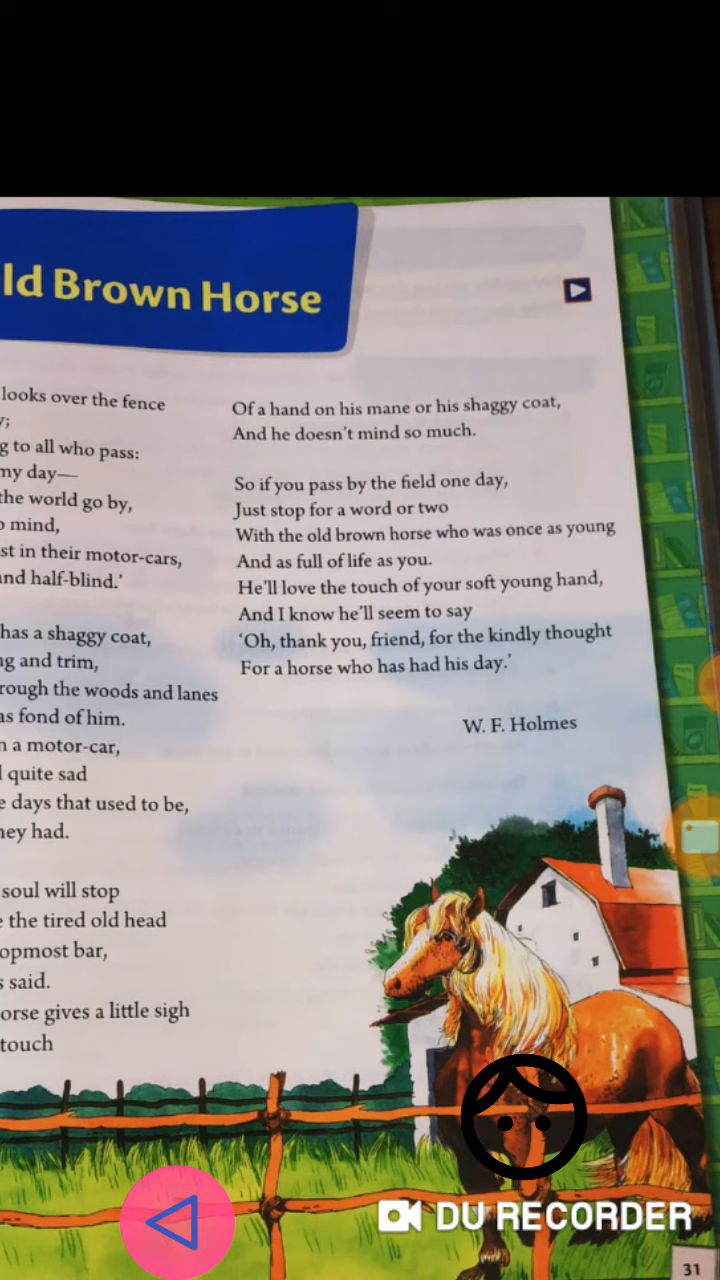 ld Brown Horse
looks over the fence
y;
g to all who pass:
my day—
the world go by,
o mind,
st in their motor-cars,
and half-blind.'
has a shaggy coat,
ng and trim,
rough the woods and lanes
as fond of him.
n a motor-car,
l quite sad
e days that used to be,
hey had.
soul will stop
e the tired old head
opmost bar,
s said.
orse gives a little sigh
touch
Of a hand on his mane or his shaggy coat,
And he doesn't mind so much.
So if you pass by the field one day,
Just stop for a word or two
With the old brown horse who was once as young
And as full of life as you.
He'll love the touch of your soft young hand,
And I know he'll seem to say
'Oh, thank you, friend, for the kindly thought
For a horse who has had his day.'
W. F. Holmes
DU RECORDER
31